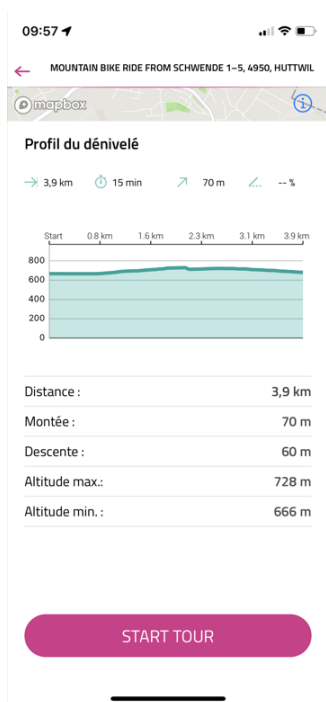 09:57
MOUNTAIN BIKE RIDE FROM SCHWENDE 1–5, 4950, HUTTWIL
mapbox
Profil du dénivelé
3,9 km 15 min 70 m -- %
Start 0.8 km 1.6 km 2.3 km 3.1 km 3.9 km
800
600
400
200
0
Distance : 3,9 km
Montée : 70 m
Descente : 60 m
Altitude max.: 728 m
Altitude min. : 666 m
START TOUR